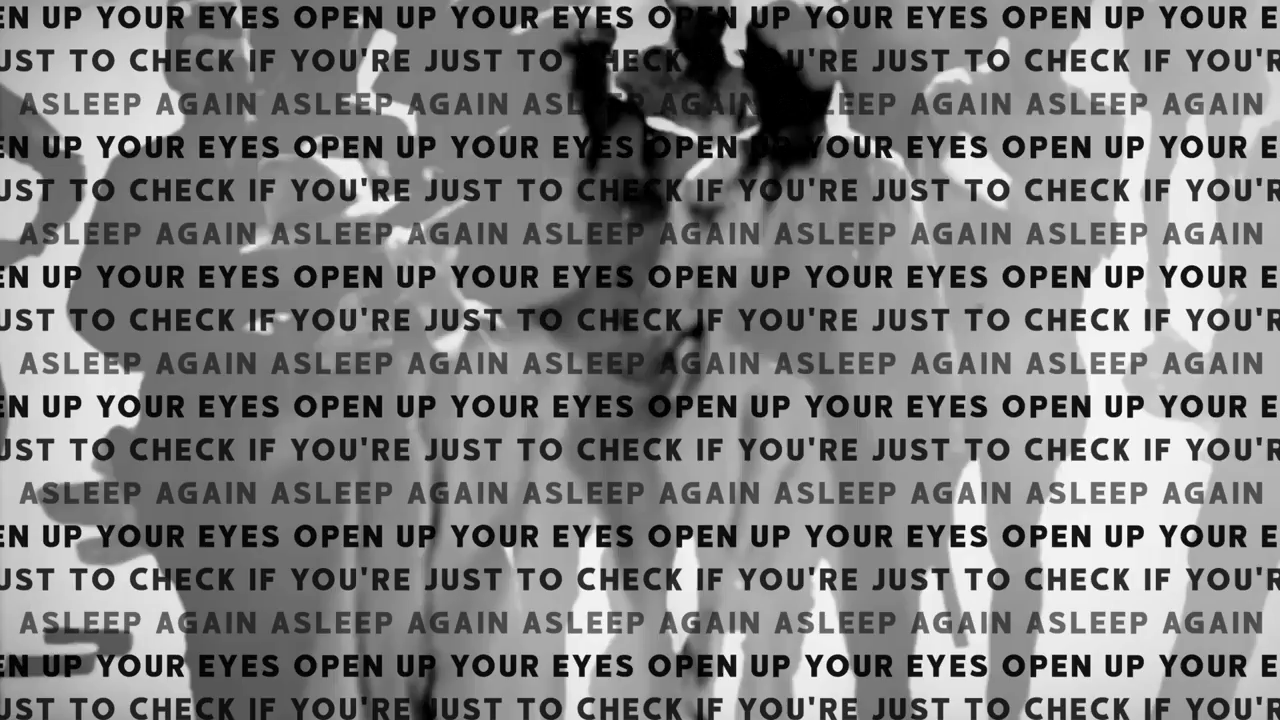 EN UP YOUR EYES OPEN UP YOUR EYES OPEN UP YOUR EYES OPEN UP YOUR E
UST TO CHECK IF YOU'RE JUST TO CHECK IF YOU'RE JUST TO CHECK IF YOU'R
ASLEEP AGAIN ASLEEP AGAIN ASLEEP AGAIN ASLEEP AGAIN ASLEEP AGAIN
EN UP YOUR EYES OPEN UP YOUR EYES OPEN UP YOUR EYES OPEN UP YOUR E
UST TO CHECK IF YOU'RE JUST TO CHECK IF YOU'RE JUST TO CHECK IF YOU'R
ASLEEP AGAIN ASLEEP AGAIN ASLEEP AGAIN ASLEEP AGAIN ASLEEP AGAIN
EN UP YOUR EYES OPEN UP YOUR EYES OPEN UP YOUR EYES OPEN UP YOUR E
UST TO CHECK IF YOU'RE JUST TO CHECK IF YOU'RE JUST TO CHECK IF YOU'R
ASLEEP AGAIN ASLEEP AGAIN ASLEEP AGAIN ASLEEP AGAIN ASLEEP AGAIN
EN UP YOUR EYES OPEN UP YOUR EYES OPEN UP YOUR EYES OPEN UP YOUR E
UST TO CHECK IF YOU'RE JUST TO CHECK IF YOU'RE JUST TO CHECK IF YOU'R
ASLEEP AGAIN ASLEEP AGAIN ASLEEP AGAIN ASLEEP AGAIN ASLEEP AGAIN
EN UP YOUR EYES OPEN UP YOUR EYES OPEN UP YOUR EYES OPEN UP YOUR E
UST TO CHECK IF YOU'RE JUST TO CHECK IF YOU'RE JUST TO CHECK IF YOU'R
ASLEEP AGAIN ASLEEP AGAIN ASLEEP AGAIN ASLEEP AGAIN ASLEEP AGAIN
EN UP YOUR EYES OPEN UP YOUR EYES OPEN UP YOUR EYES OPEN UP YOUR E
UST TO CHECK IF YOU'RE JUST TO CHECK IF YOU'RE JUST TO CHECK IF YOU'R